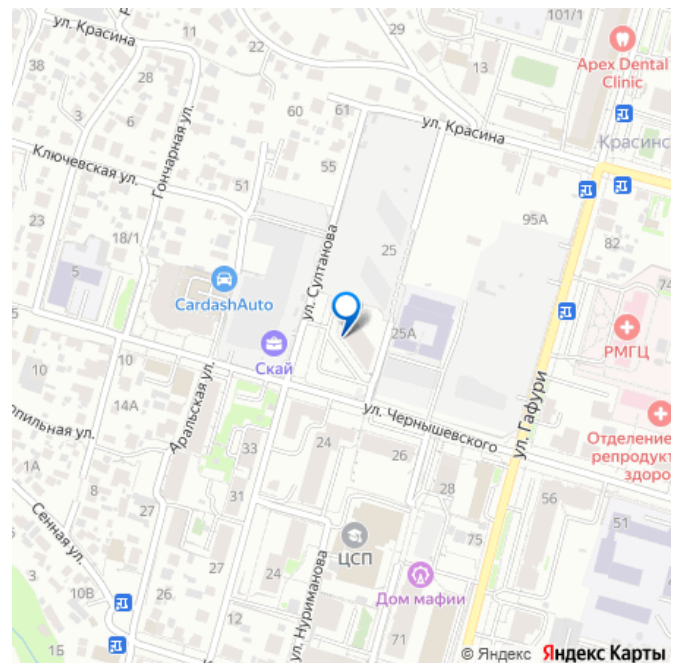 101/1
ул. Красина
11
29
Apex Dental
Clinic
22
38
28
13
3
6
Гончарная ул.
60
61
ул. Красина
Красинс
Ключевская ул.
55
51
23
95А
18/1
82
5
ул. Султанова
25
74
CardashAuto
25А
РМГЦ
Скай
10
10
ул. Гафури
14А
Аральская ул.
ул. Чернышевского
Отделение
репродукт
здоро
пильная ул.
33
24
26
1А
8
31
28
56
27
51
Сенная ул.
75
ЦСП
3
24
10В
26
Дом мафии
ул. Нуриманова
12
27
71
1Б
© Яндекс Яндекс Карты